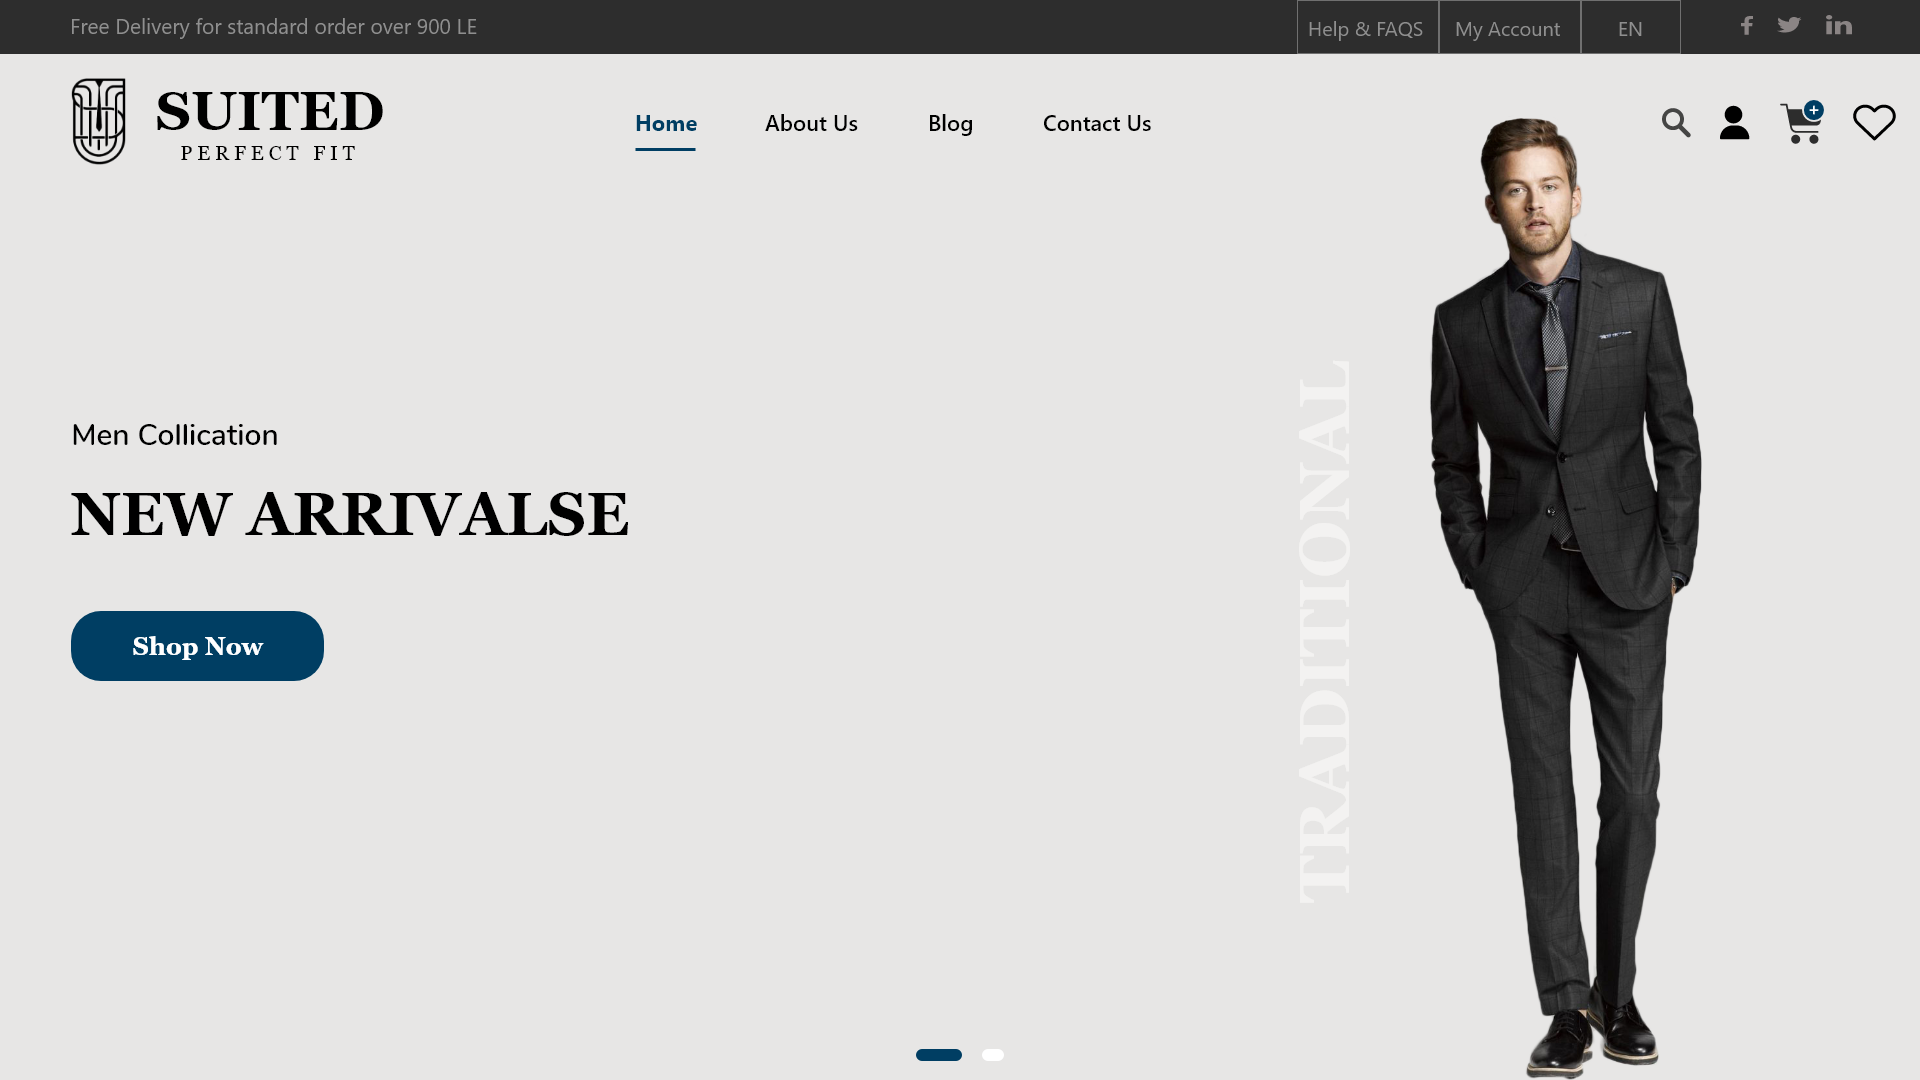 Free Delivery for standard order over 900 LE
Help & FAQS
My Account
EN
SUITED
PERFECT FIT
Home
About Us
Blog
Contact Us
Men Collication
NEW ARRIVALSE
Shop Now
TRADITIONAL